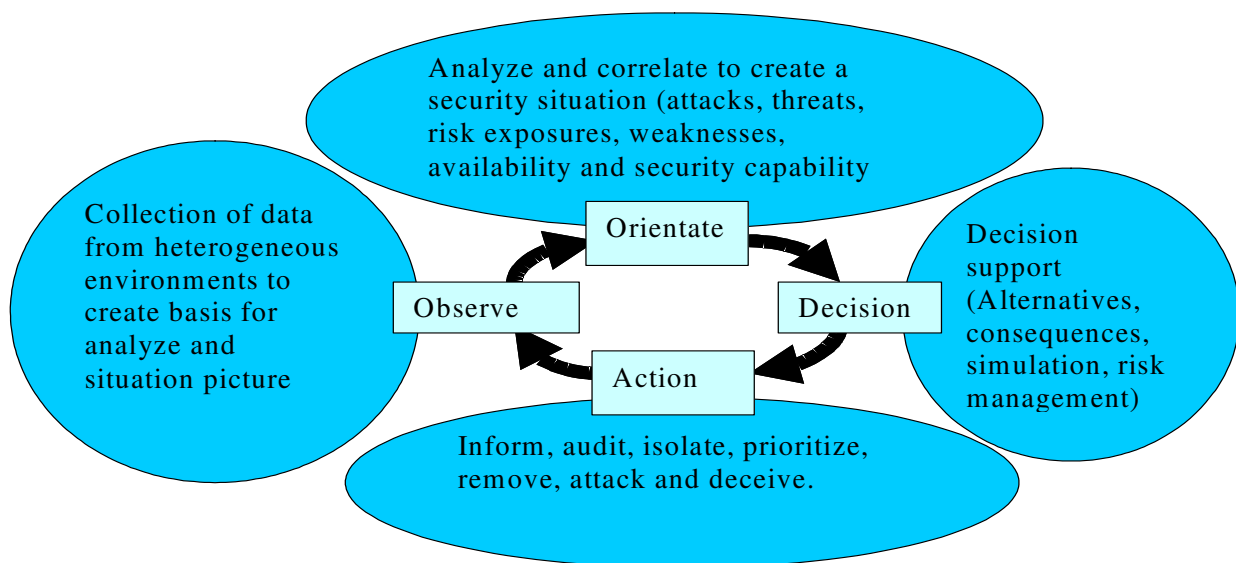 Analyze and correlate to create a
security situation (attacks, threats,
risk exposures, weaknesses,
availability and security capability
Orientate
Collection of data
from heterogeneous
environments to
create basis for
analyze and
situation picture
Observe
Decision
Decision
support
(Alternatives,
consequences,
simulation, risk
management)
Action
Inform, audit, isolate, prioritize,
remove, attack and deceive.